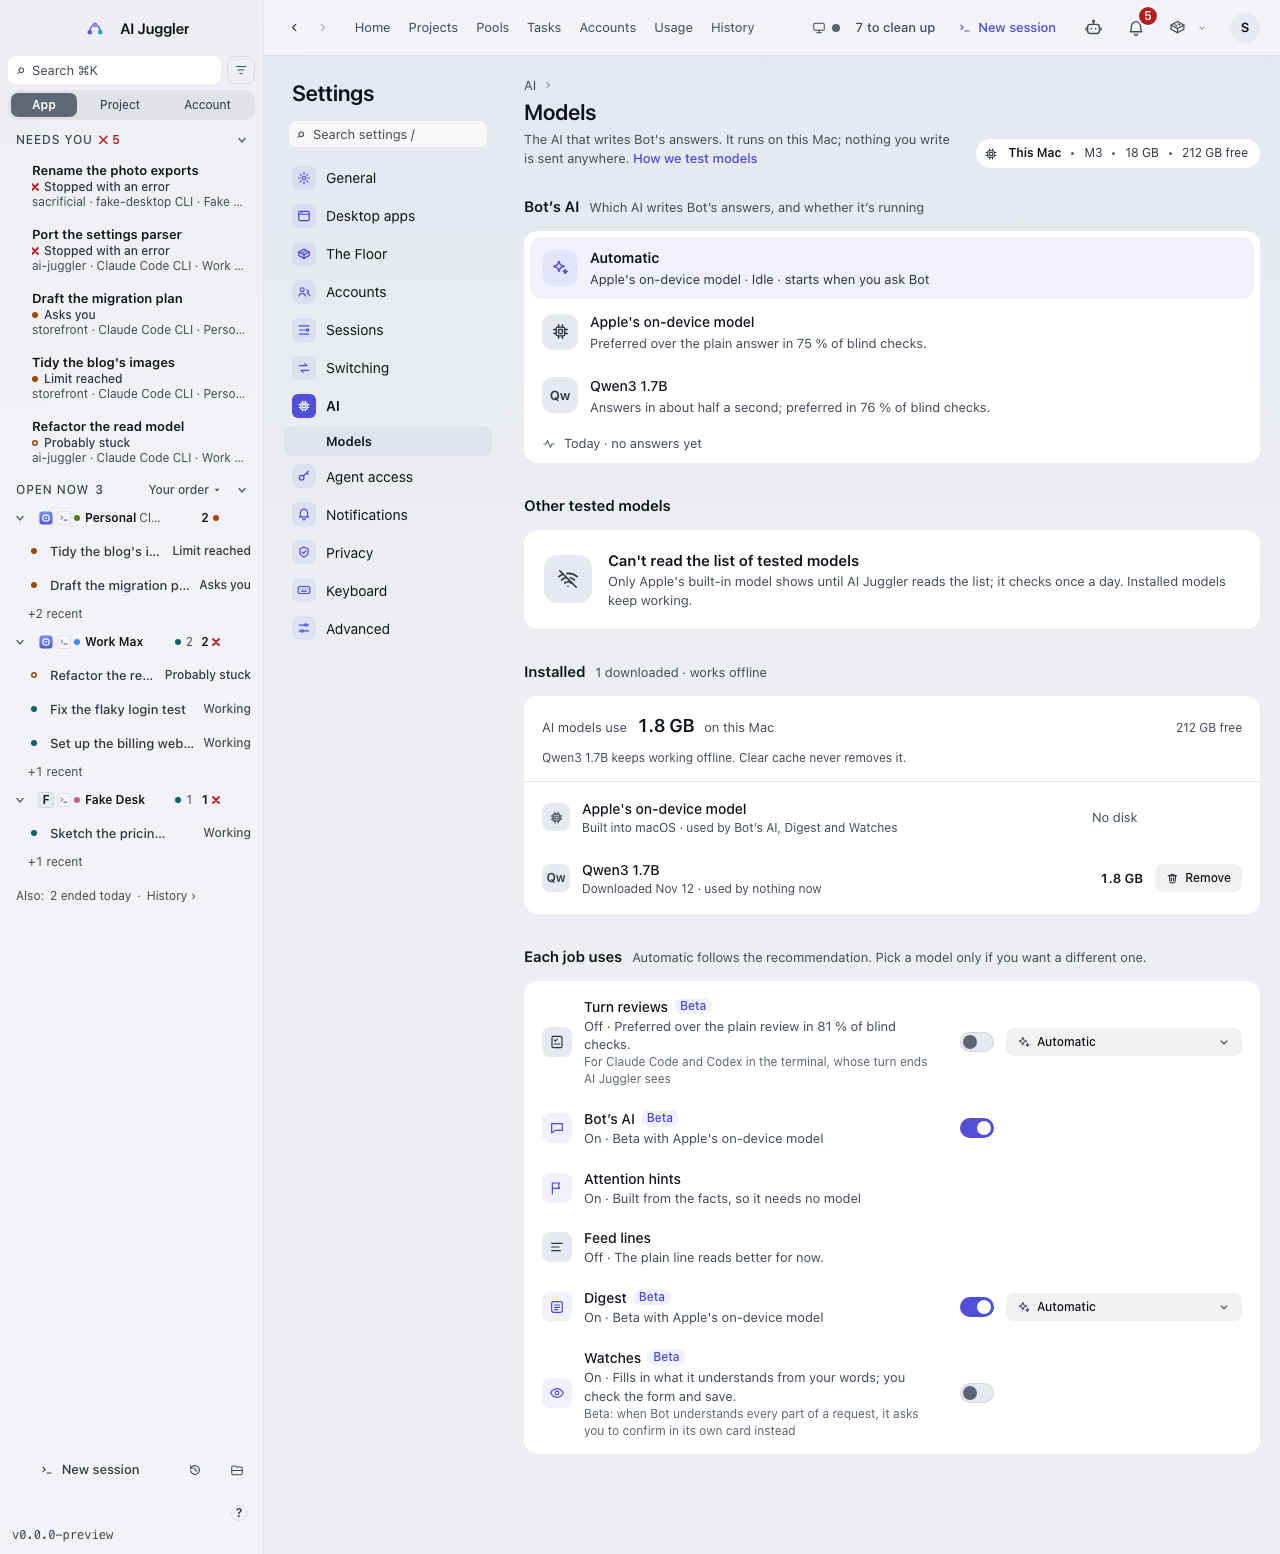 AI Juggler
Search ⌘K
App
Project
Account
NEEDS YOU 5
Rename the photo exports
Stopped with an error
sacrificial · fake-desktop CLI · Fake ...
Port the settings parser
Stopped with an error
ai-juggler · Claude Code CLI · Work ...
Draft the migration plan
Asks you
storefront · Claude Code CLI · Perso...
Tidy the blog's images
Limit reached
storefront · Claude Code CLI · Perso...
Refactor the read model
Probably stuck
ai-juggler · Claude Code CLI · Work ...
OPEN NOW 3
Your order
Personal Cl...
2
Tidy the blog's i...
Limit reached
Draft the migration p...
Asks you
+2 recent
Work Max
2
2
Refactor the re...
Probably stuck
Fix the flaky login test
Working
Set up the billing web...
Working
+1 recent
F
Fake Desk
1
1
Sketch the pricin...
Working
+1 recent
Also: 2 ended today · History ›
New session
?
v0.0.0-preview
Home
Projects
Pools
Tasks
Accounts
Usage
History
7 to clean up
New session
5
S
Settings
Search settings /
General
Desktop apps
The Floor
Accounts
Sessions
Switching
AI
Models
Agent access
Notifications
Privacy
Keyboard
Advanced
AI
Models
The AI that writes Bot's answers. It runs on this Mac; nothing you write
is sent anywhere. How we test models
This Mac • M3 • 18 GB • 212 GB free
Bot's AI Which AI writes Bot's answers, and whether it's running
Automatic
Apple's on-device model · Idle · starts when you ask Bot
Apple's on-device model
Preferred over the plain answer in 75 % of blind checks.
Qw
Qwen3 1.7B
Answers in about half a second; preferred in 76 % of blind checks.
Today · no answers yet
Other tested models
Can't read the list of tested models
Only Apple's built-in model shows until AI Juggler reads the list; it checks once a day. Installed models
keep working.
Installed 1 downloaded · works offline
AI models use 1.8 GB on this Mac
212 GB free
Qwen3 1.7B keeps working offline. Clear cache never removes it.
Apple's on-device model
Built into macOS · used by Bot's AI, Digest and Watches
No disk
Qw
Qwen3 1.7B
Downloaded Nov 12 · used by nothing now
1.8 GB
Remove
Each job uses Automatic follows the recommendation. Pick a model only if you want a different one.
Turn reviews Beta
Off · Preferred over the plain review in 81 % of blind
checks.
For Claude Code and Codex in the terminal, whose turn ends
AI Juggler sees
Automatic
Bot's AI Beta
On · Beta with Apple's on-device model
Attention hints
On · Built from the facts, so it needs no model
Feed lines
Off · The plain line reads better for now.
Digest Beta
On · Beta with Apple's on-device model
Automatic
Watches Beta
On · Fills in what it understands from your words; you
check the form and save.
Beta: when Bot understands every part of a request, it asks
you to confirm in its own card instead